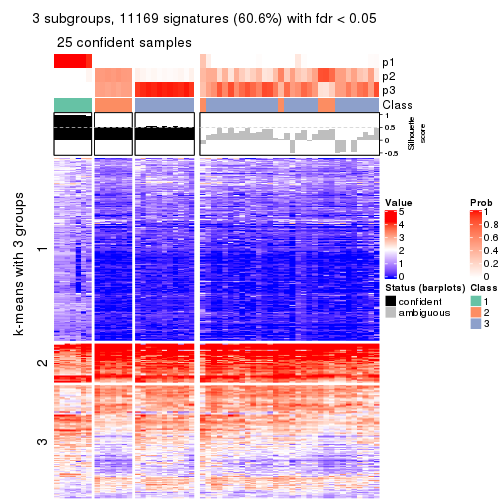 3 subgroups, 11169 signatures (60.6%) with fdr < 0.05
25 confident samples
p1
p2
p3
Class
1
0.5
0
-0.5
Silhouette
score
k-means with 3 groups
1
2
3
Value
5
4
3
2
1
0
Prob
1
0.8
0.6
0.4
0.2
0
Status (barplots)
confident
ambiguous
Class
1
2
3